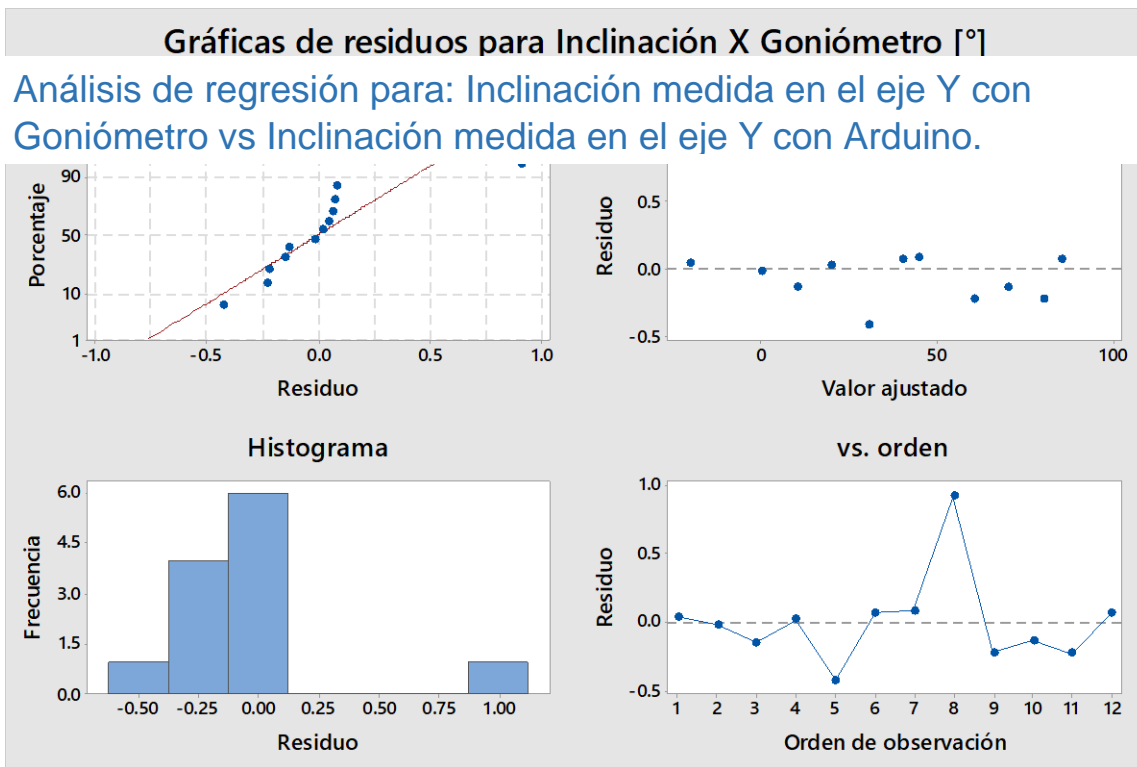 Gráficas de residuos para Inclinación X Goniómetro [°]
Análisis de regresión para: Inclinación medida en el eje Y con
Goniómetro vs Inclinación medida en el eje Y con Arduino.
Porcentaje
90
50
10
1
-1.0 -0.5 0.0 0.5 1.0
Residuo
Residuo
0.5
0.0
-0.5
0 50 100
Valor ajustado
Histograma
Frecuencia
6.0
4.5
3.0
1.5
0.0
-0.50 -0.25 0.00 0.25 0.50 0.75 1.00
Residuo
vs. orden
Residuo
1.0
0.5
0.0
-0.5
1 2 3 4 5 6 7 8 9 10 11 12
Orden de observación